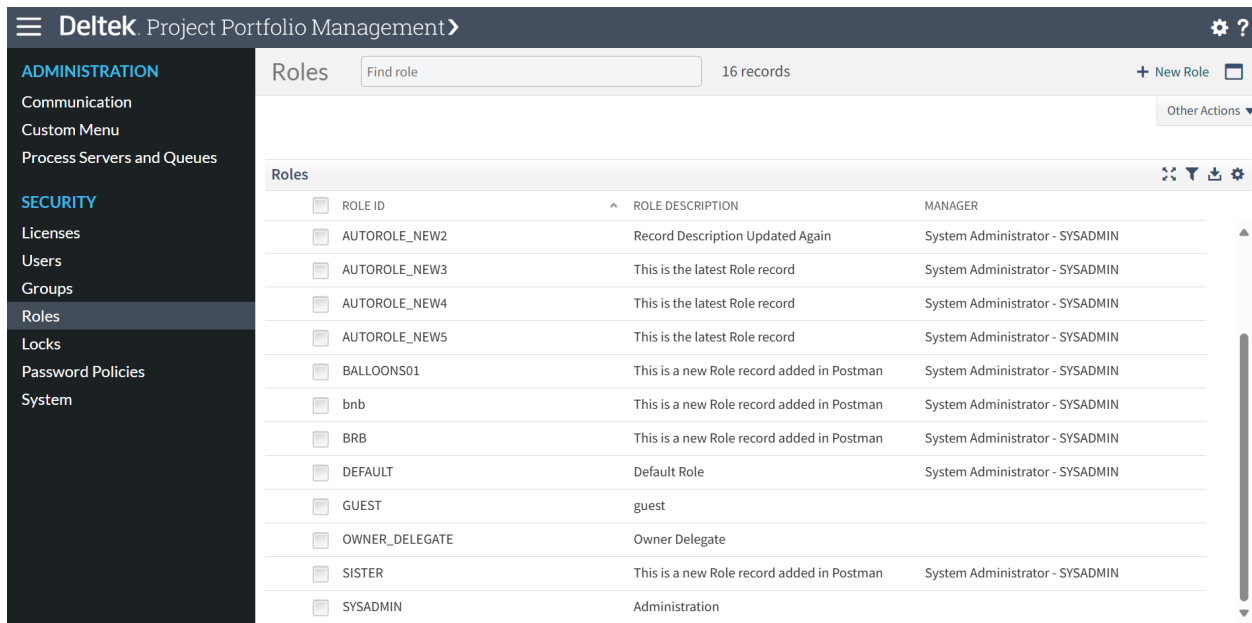 Deltek. Project Portfolio Management❯ ?
ADMINISTRATION
Communication
Custom Menu
Process Servers and Queues
SECURITY
Licenses
Users
Groups
Roles
Locks
Password Policies
System
Roles Find role 16 records + New Role
Other Actions
Roles
ROLE ID ROLE DESCRIPTION MANAGER
AUTOROLE_NEW2 Record Description Updated Again System Administrator - SYSADMIN
AUTOROLE_NEW3 This is the latest Role record System Administrator - SYSADMIN
AUTOROLE_NEW4 This is the latest Role record System Administrator - SYSADMIN
AUTOROLE_NEW5 This is the latest Role record System Administrator - SYSADMIN
BALLOONS01 This is a new Role record added in Postman System Administrator - SYSADMIN
bnb This is a new Role record added in Postman System Administrator - SYSADMIN
BRB This is a new Role record added in Postman System Administrator - SYSADMIN
DEFAULT Default Role System Administrator - SYSADMIN
GUEST guest
OWNER_DELEGATE Owner Delegate
SISTER This is a new Role record added in Postman System Administrator - SYSADMIN
SYSADMIN Administration